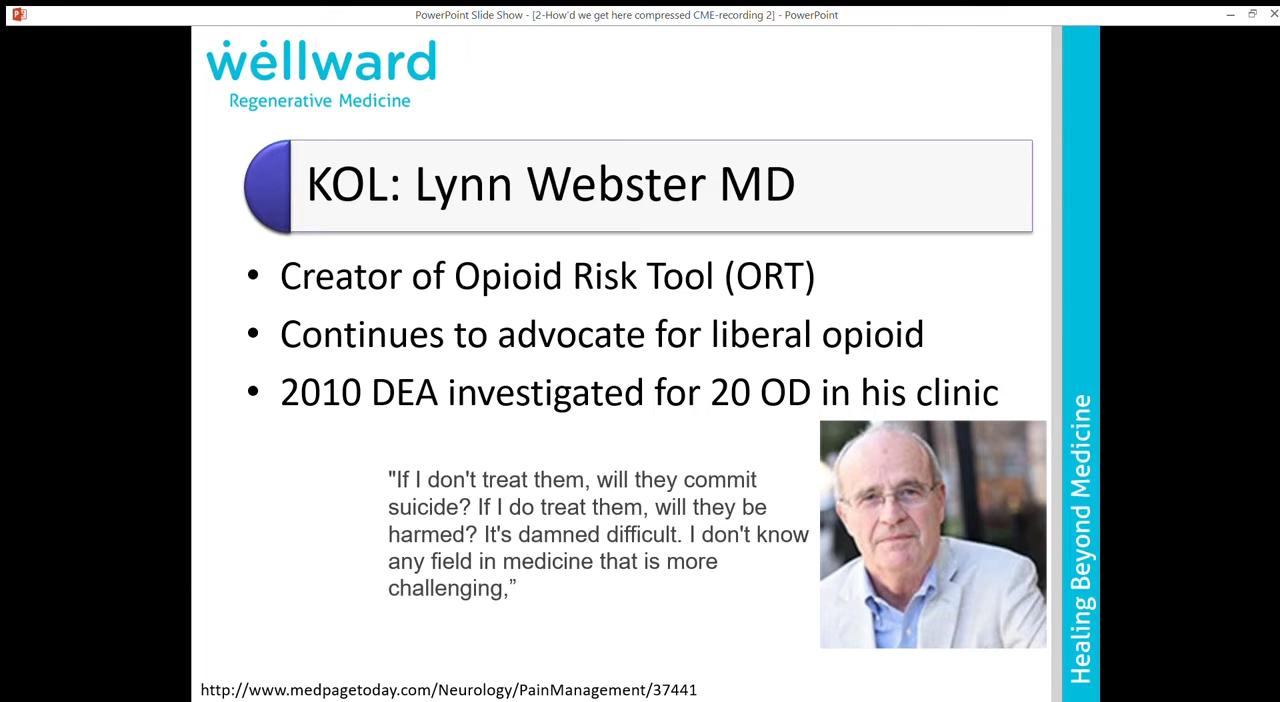 PowerPoint Slide Show - [2-How'd we get here compressed CME-recording 2] - PowerPoint
wellward
Regenerative Medicine
KOL: Lynn Webster MD
• Creator of Opioid Risk Tool (ORT)
• Continues to advocate for liberal opioid
• 2010 DEA investigated for 20 OD in his clinic
"If I don't treat them, will they commit
suicide? If I do treat them, will they be
harmed? It's damned difficult. I don't know
any field in medicine that is more
challenging,”
http://www.medpagetoday.com/Neurology/PainManagement/37441
Healing Beyond Medicine